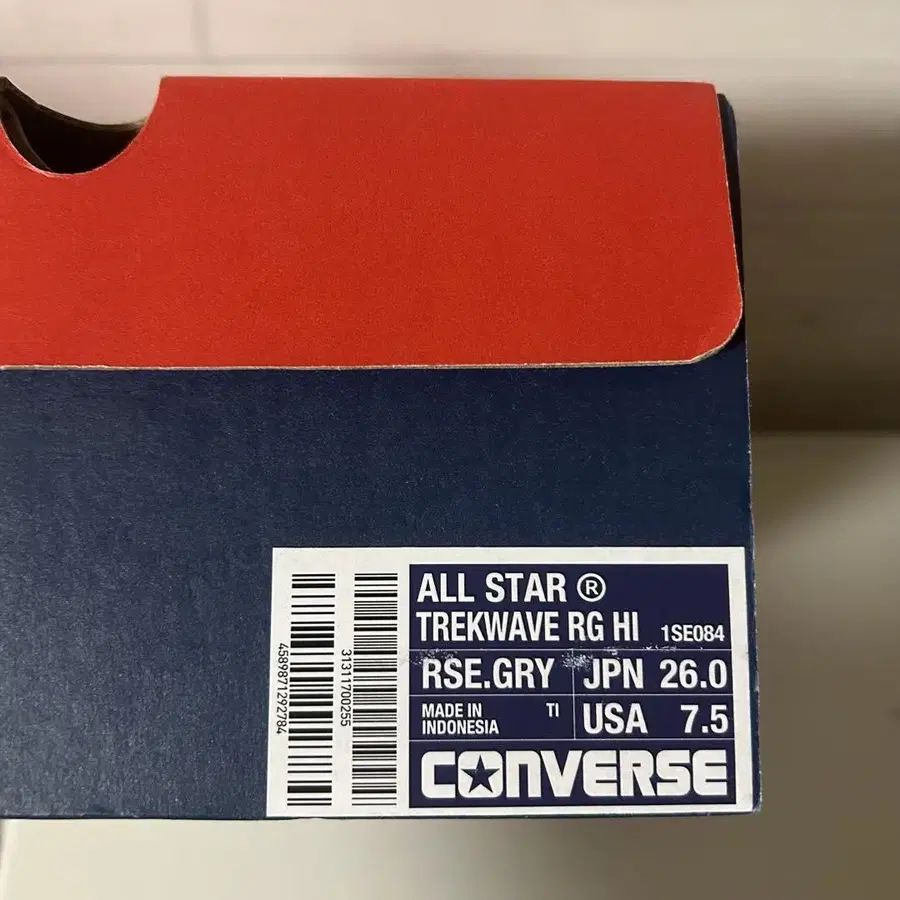 ALL STAR ®
TREKWAVE RG HI 1SE084
RSE.GRY JPN 26.0
MADE IN INDONESIA TI USA 7.5
CONVERSE
4589871292784
31311700255